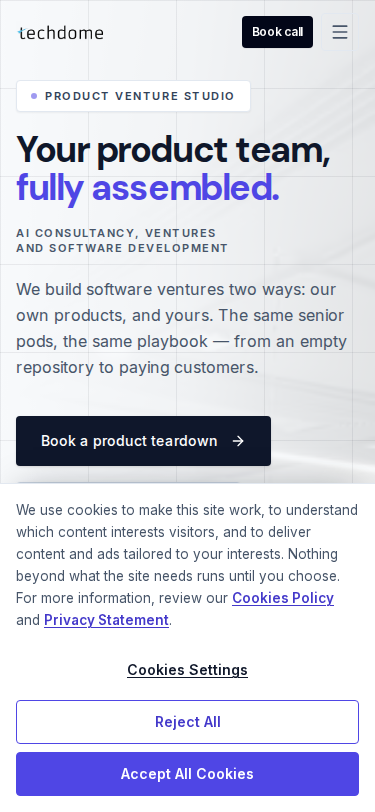 techdome
Book call
PRODUCT VENTURE STUDIO
Your product team,
fully assembled.
AI CONSULTANCY, VENTURES
AND SOFTWARE DEVELOPMENT
We build software ventures two ways: our
own products, and yours. The same senior
pods, the same playbook — from an empty
repository to paying customers.
Book a product teardown →
We use cookies to make this site work, to understand
which content interests visitors, and to deliver
content and ads tailored to your interests. Nothing
beyond what the site needs runs until you choose.
For more information, review our Cookies Policy
and Privacy Statement.
Cookies Settings
Reject All
Accept All Cookies